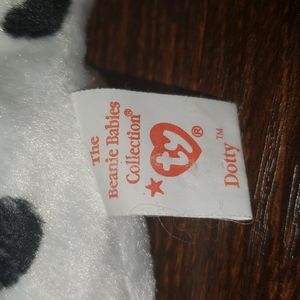 The
Beanie Babies
Collection®
ty®
Dotty™